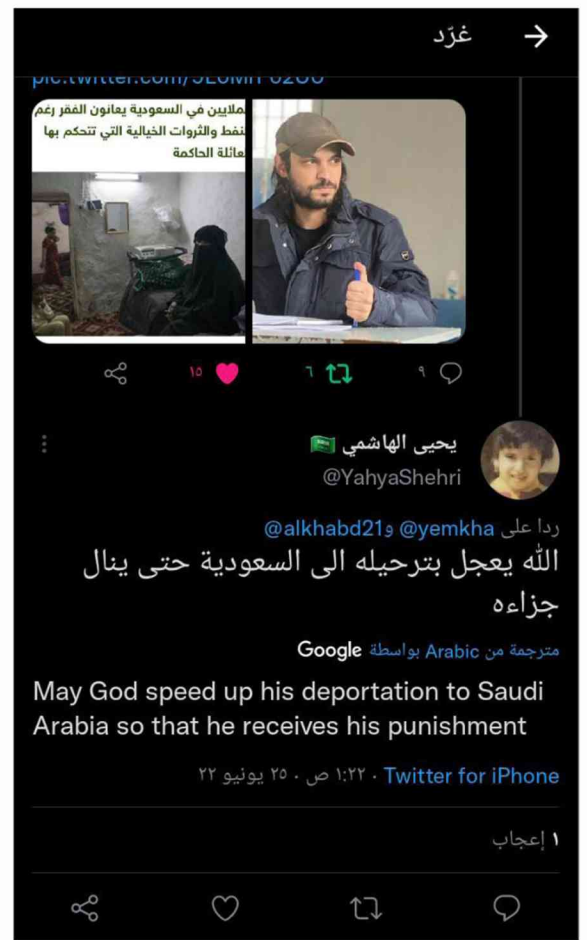 غرّد
ملايين في السعودية يعانون الفقر رغم
النفط والثروات الخيالية التي تتحكم بها
العائلة الحاكمة
٩
٦
١٥
يحيى الهاشمي
@YahyaShehri
ردا على @yemkha و@alkhabd21
الله يعجل بترحيله الى السعودية حتى ينال
جزاءه
مترجمة من Arabic بواسطة Google
May God speed up his deportation to Saudi
Arabia so that he receives his punishment
١:٢٢ ص · ٢٥ يونيو ٢٢ · Twitter for iPhone
١ إعجاب